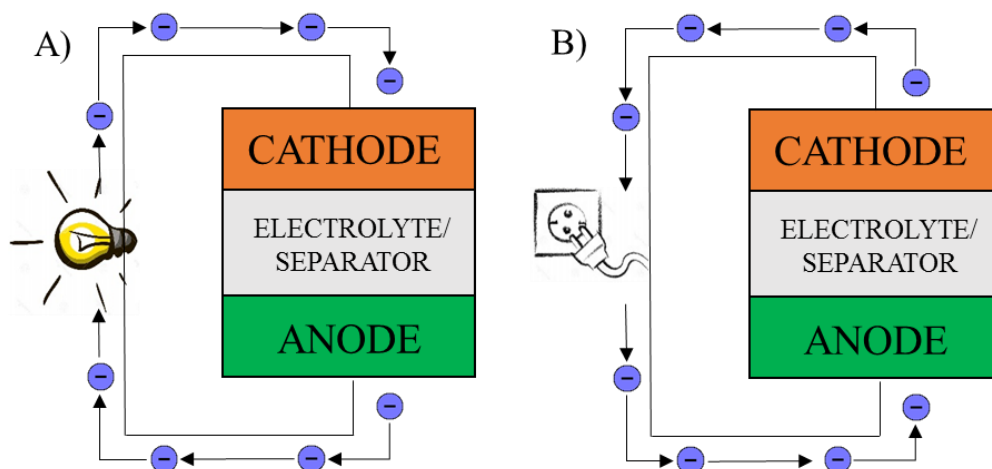 A)
CATHODE
ELECTROLYTE/
SEPARATOR
ANODE
B)
CATHODE
ELECTROLYTE/
SEPARATOR
ANODE